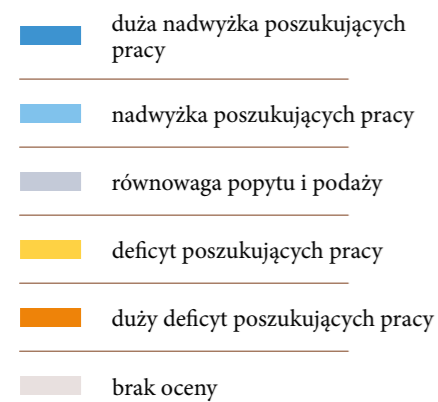 duża nadwyżka poszukujących
pracy
nadwyżka poszukujących pracy
równowaga popytu i podaży
deficyt poszukujących pracy
duży deficyt poszukujących pracy
brak oceny